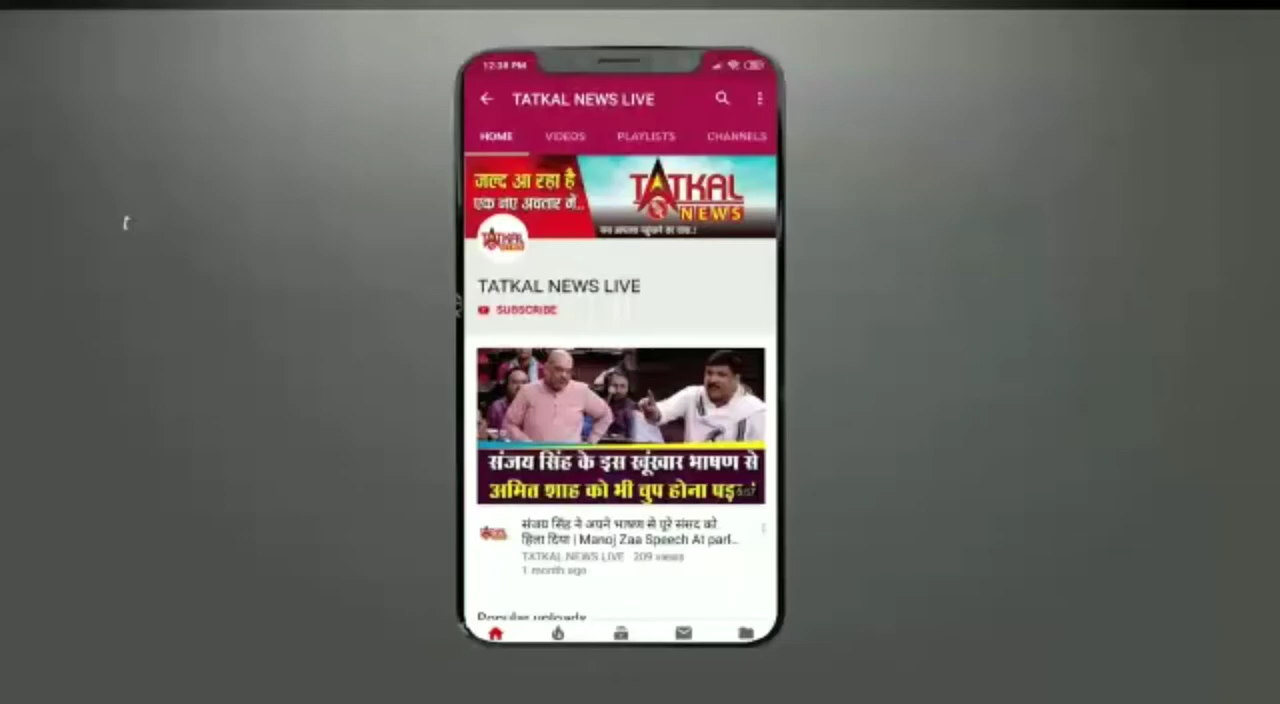 t
12:38 PM
TATKAL NEWS LIVE
HOME VIDEOS PLAYLISTS CHANNELS
जल्द आ रहा है
एक नए अवतार में..
TATKAL
NEWS
TATKAL
TATKAL NEWS LIVE
SUBSCRIBE
संजय सिंह के इस खूंखार भाषण से
अमित शाह को भी चुप होना पड़
संजय सिंह ने अपने भाषण से पूरे संसद को
हिला दिया | Manoj Zaa Speech At parl...
TATKAL NEWS LIVE 209 views
1 month ago
Popular uploads